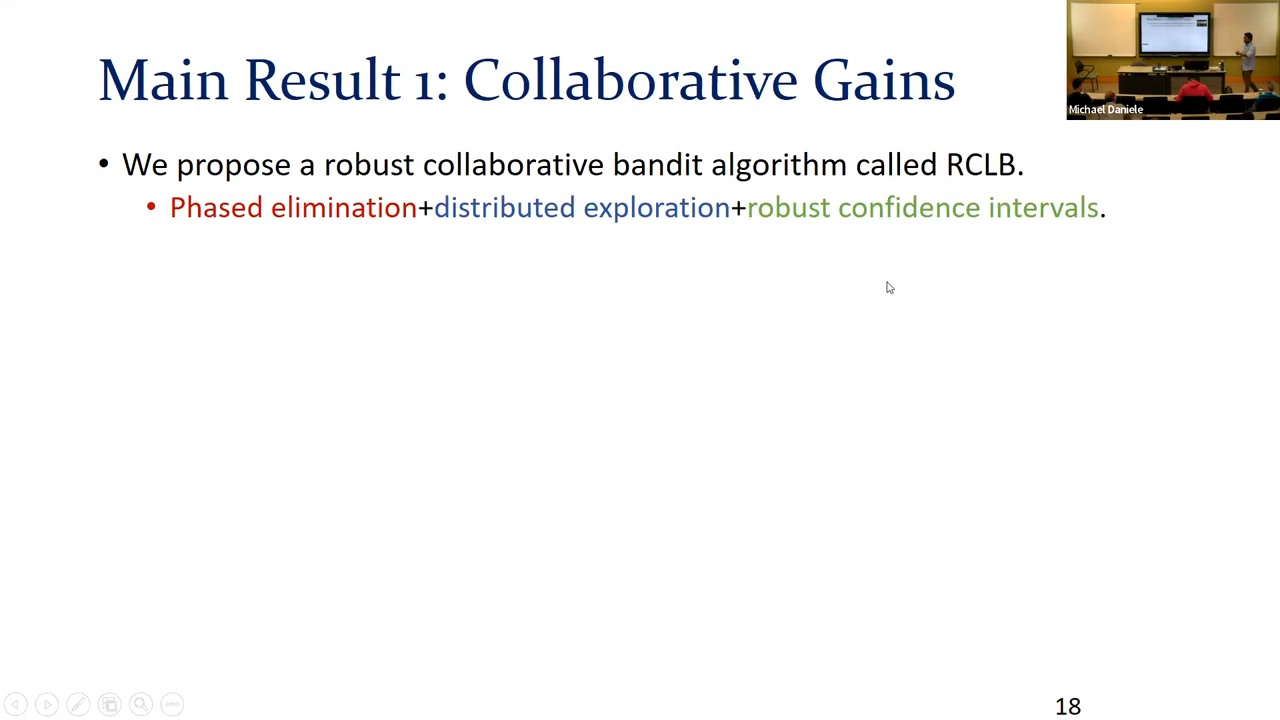 Main Result 1: Collaborative Gains
Michael Daniele
• We propose a robust collaborative bandit algorithm called RCLB.
• Phased elimination+distributed exploration+robust confidence intervals.
18